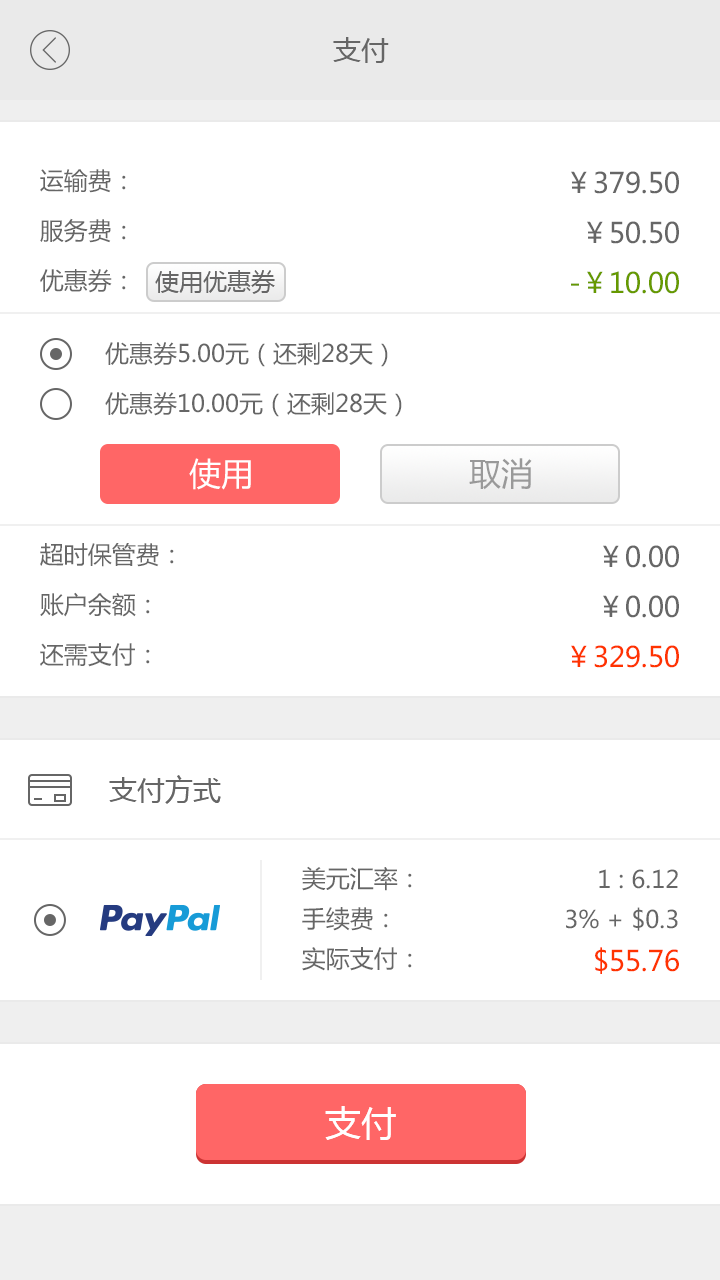 支付
运输费： ¥ 379.50
服务费： ¥ 50.50
优惠券： 使用优惠券 - ¥ 10.00
优惠券5.00元（还剩28天）
优惠券10.00元（还剩28天）
使用 取消
超时保管费： ¥ 0.00
账户余额： ¥ 0.00
还需支付： ¥ 329.50
支付方式
美元汇率： 1 : 6.12
PayPal 手续费： 3% + $0.3
实际支付： $55.76
支付